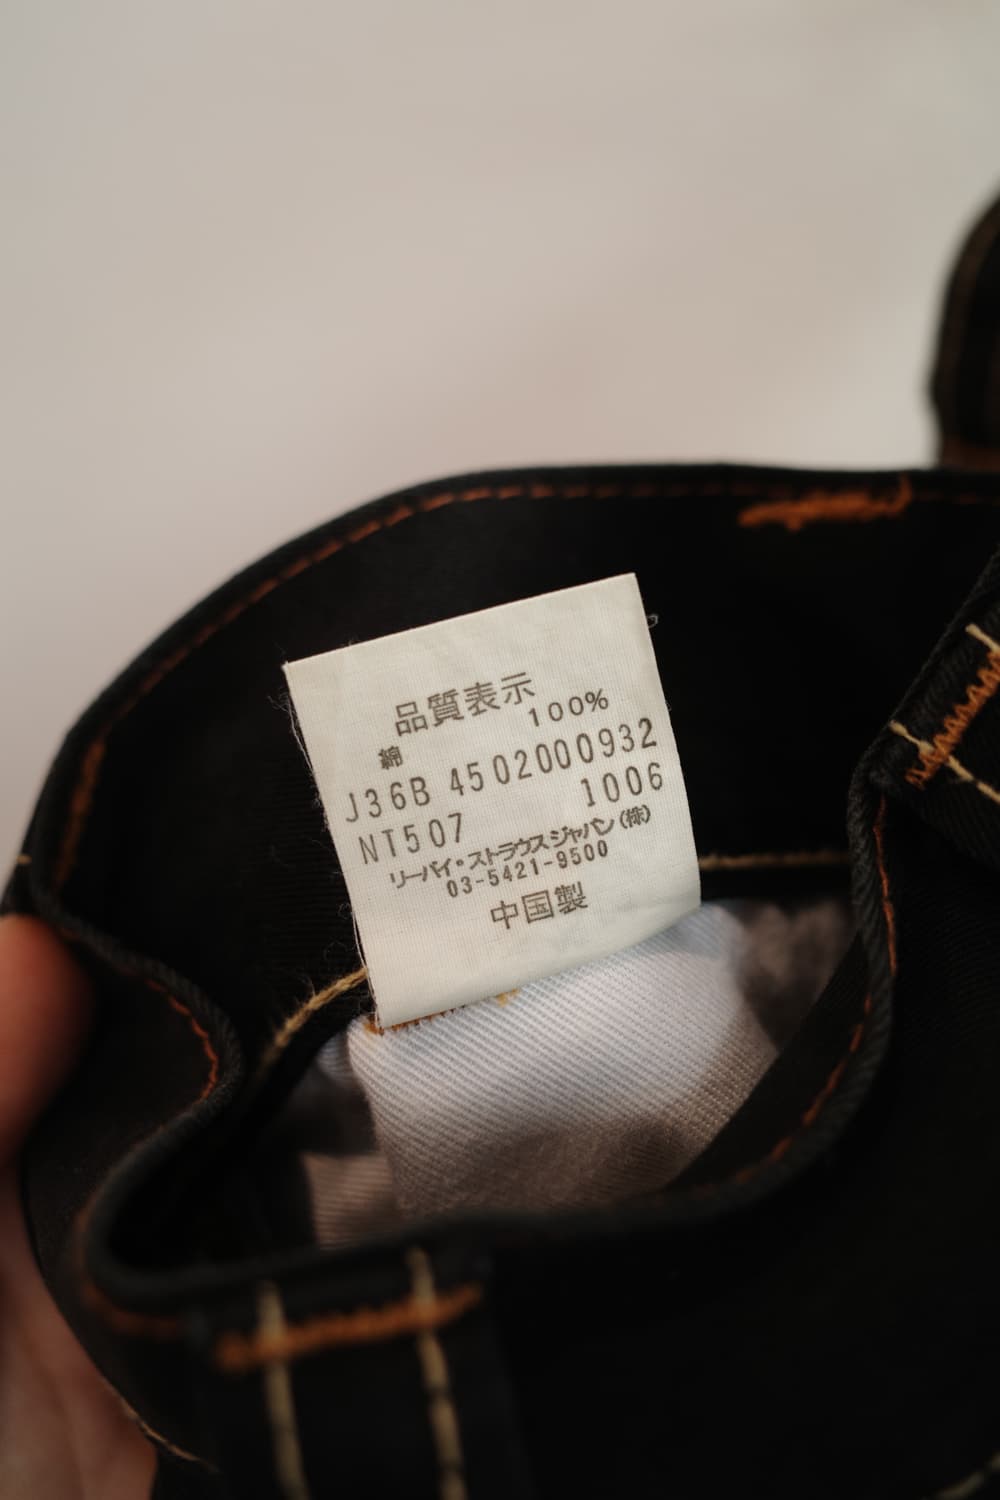 品質表示
綿 100%
J36B 4502000932
NT507 1006
リーバイ・ストラウスジャパン(株)
03-5421-9500
中国製